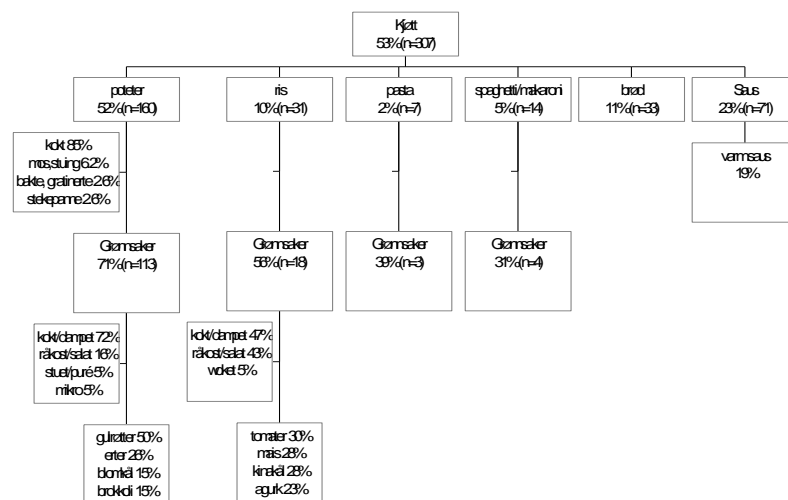 Kjøtt
53% (n=307)
poteter
52% (n=160)
ris
10% (n=31)
pasta
2% (n=7)
spaghetti/makaroni
5% (n=14)
brød
11% (n=33)
Saus
23% (n=71)
kokt 85%
mos,stuing 6.2%
bakte, gratinerte 2.6%
stekepanne 2.6%
varmsaus
19%
Grønnsaker
71% (n=113)
Grønnsaker
56% (n=18)
Grønnsaker
39% (n=3)
Grønnsaker
31% (n=4)
kokt/dampet 72%
råkost/salat 16%
stuet/puré 5%
mikro 5%
kokt/dampet 47%
råkost/salat 43%
woket 5%
gulrøtter 50%
erter 26%
blomkål 15%
brokkoli 15%
tomater 30%
mais 28%
kinakål 28%
agurk 23%